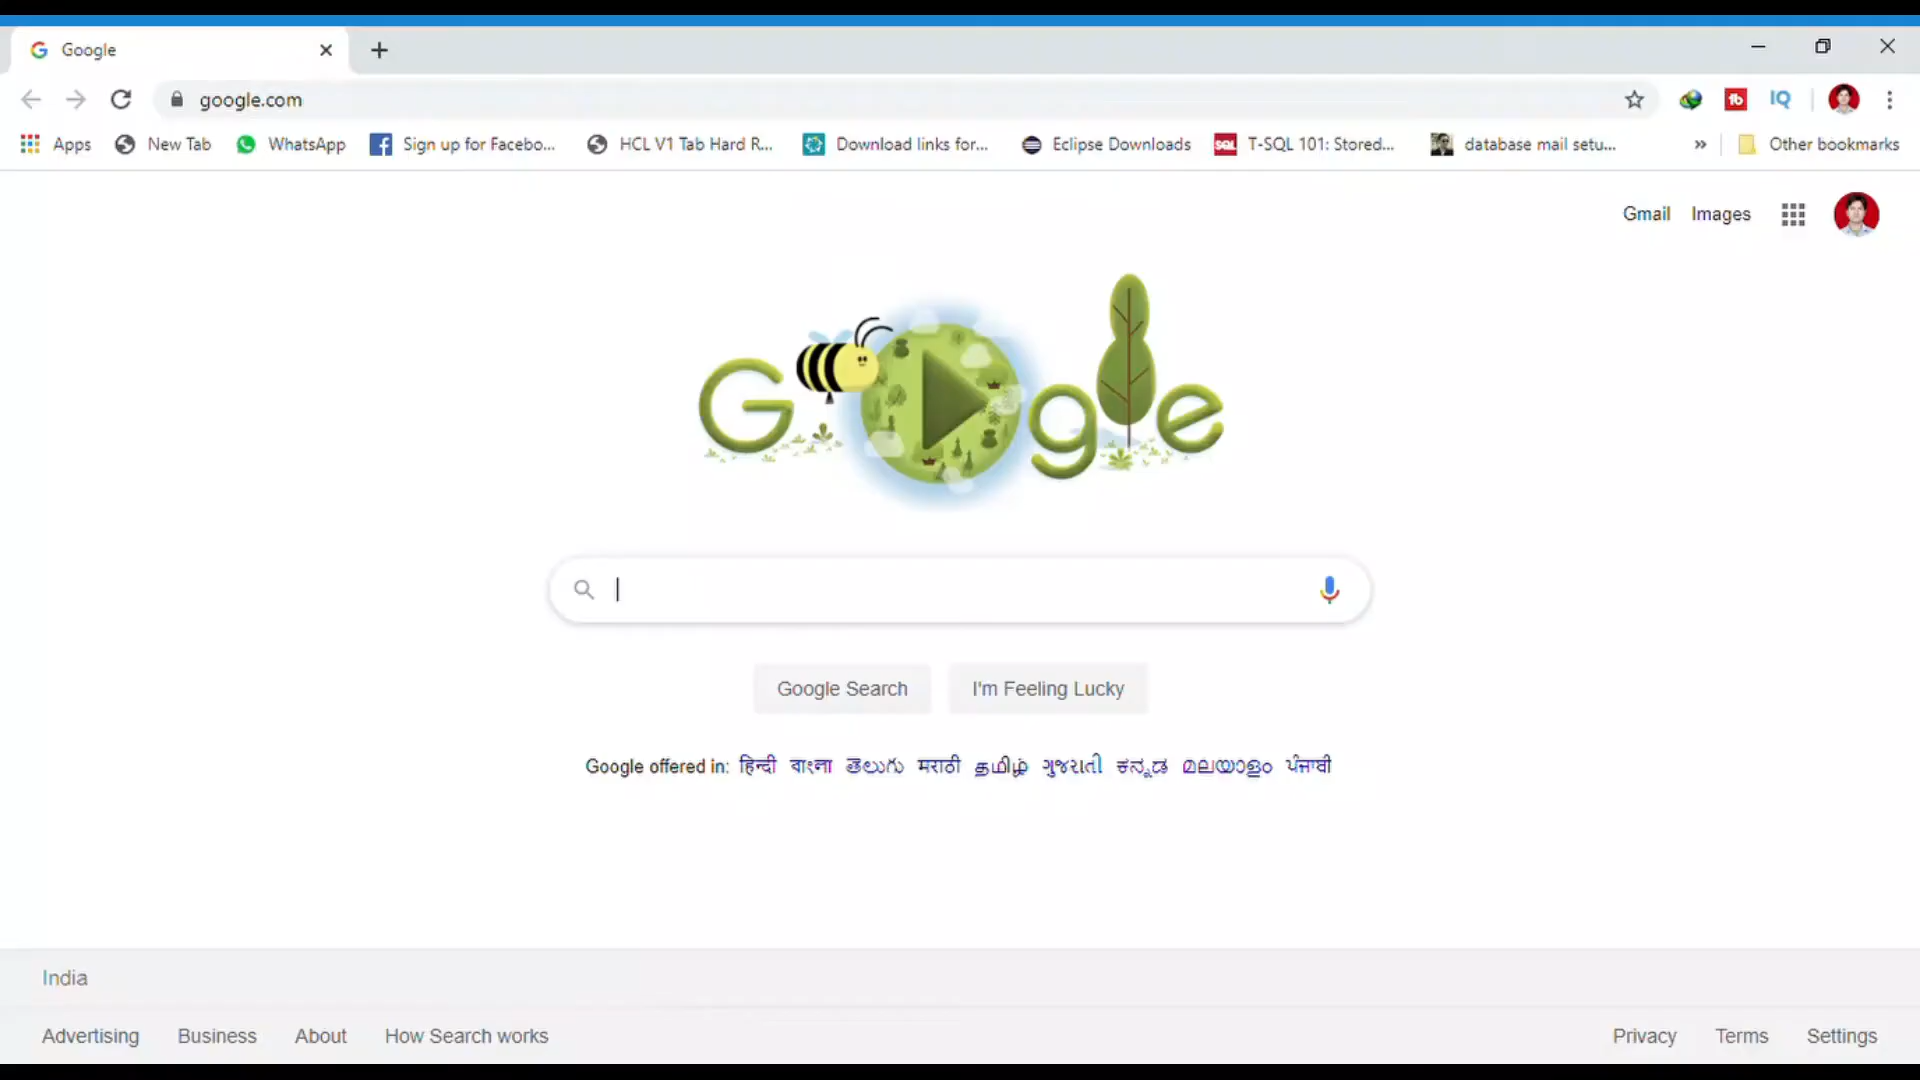 Google
google.com
Apps New Tab WhatsApp Sign up for Facebo... HCL V1 Tab Hard R... Download links for... Eclipse Downloads SQL T-SQL 101: Stored... database mail setu... » Other bookmarks
Gmail Images
Google
Google Search I'm Feeling Lucky
Google offered in: हिन्दी বাংলা తెలుగు मराठी தமிழ் ગુજરાતી ಕನ್ನಡ മലയാളം ਪੰਜਾਬੀ
India
Advertising Business About How Search works Privacy Terms Settings